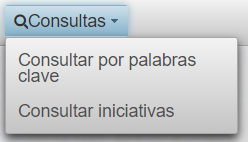 Consultas
Consultar por palabras
clave
Consultar iniciativas